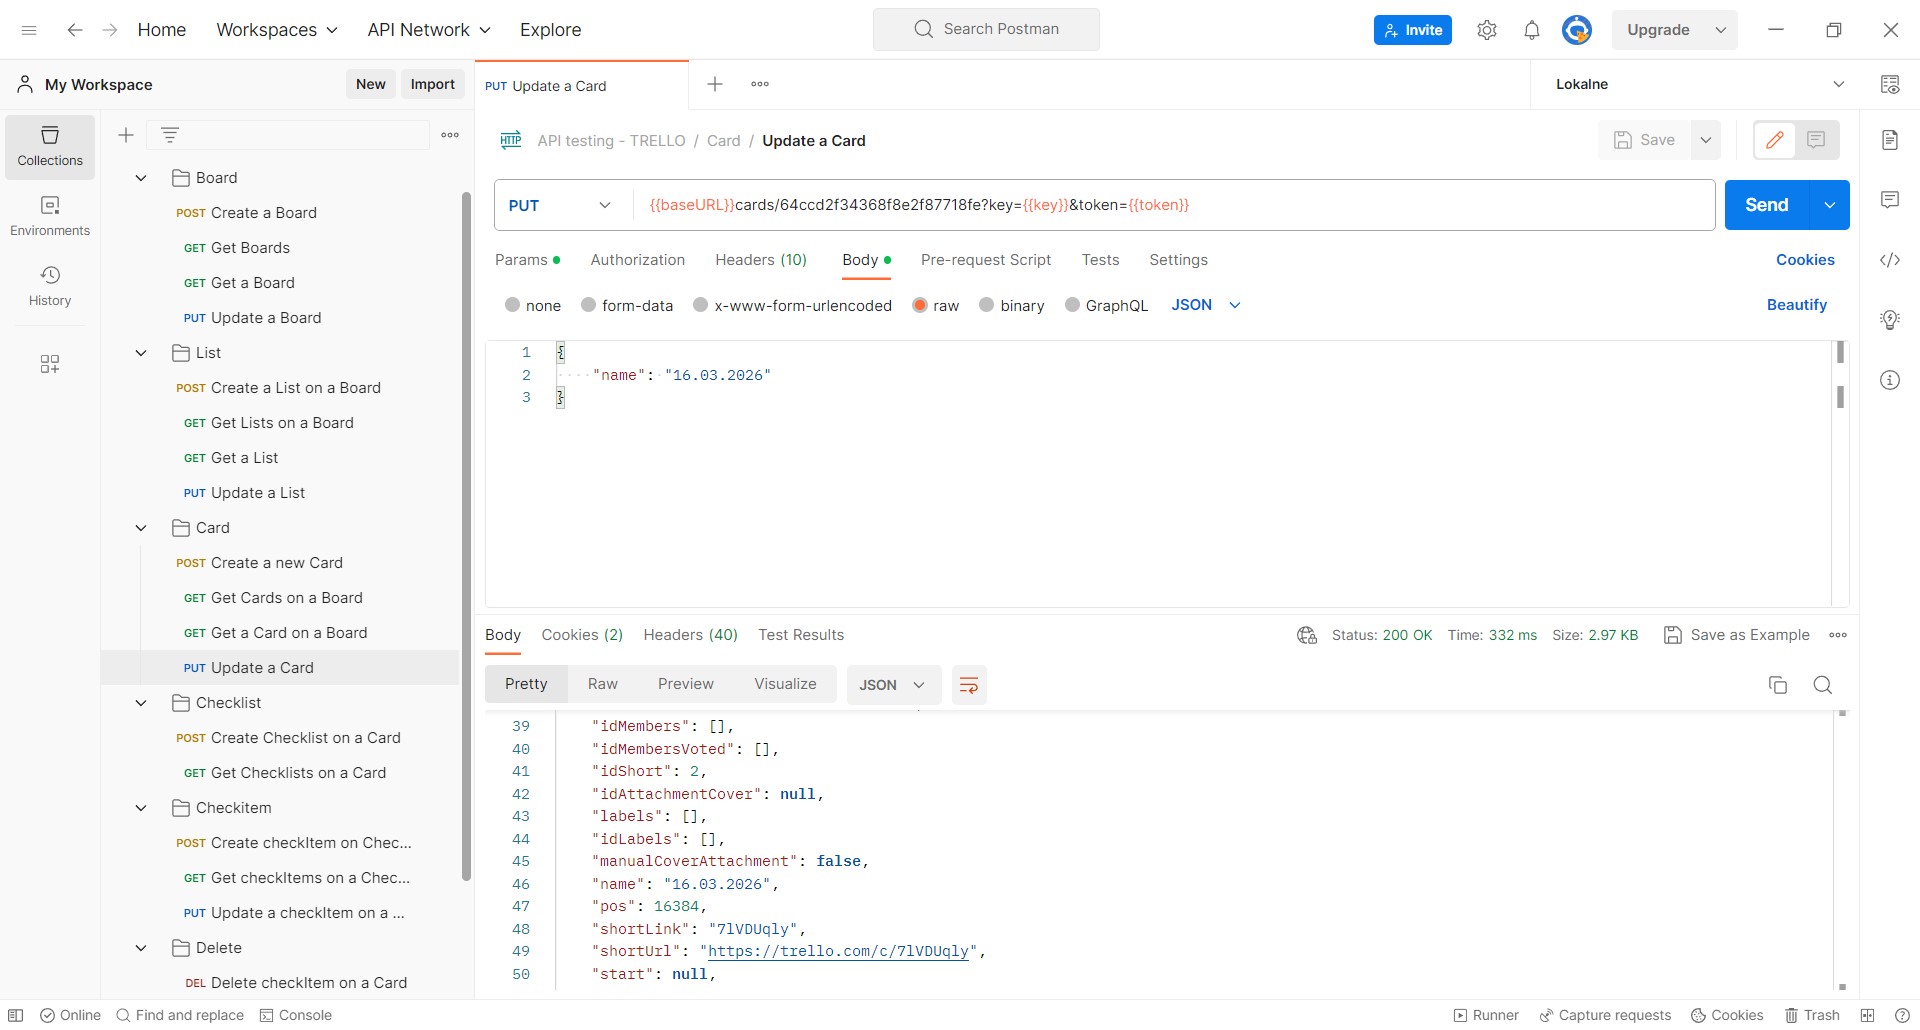 Home
Workspaces
API Network
Explore
Search Postman
Invite
Upgrade
My Workspace
New
Import
PUT Update a Card
Lokalne
Collections
Environments
History
Board
POST Create a Board
GET Get Boards
GET Get a Board
PUT Update a Board
List
POST Create a List on a Board
GET Get Lists on a Board
GET Get a List
PUT Update a List
Card
POST Create a new Card
GET Get Cards on a Board
GET Get a Card on a Board
PUT Update a Card
Checklist
POST Create Checklist on a Card
GET Get Checklists on a Card
Checkitem
POST Create checkItem on Chec...
GET Get checkItems on a Chec...
PUT Update a checkItem on a ...
Delete
DEL Delete checkItem on a Card
HTTP API testing - TRELLO / Card / Update a Card
Save
PUT
{{baseURL}}cards/64ccd2f34368f8e2f87718fe?key={{key}}&token={{token}}
Send
Params
Authorization
Headers (10)
Body
Pre-request Script
Tests
Settings
Cookies
none
form-data
x-www-form-urlencoded
raw
binary
GraphQL
JSON
Beautify
1 {
2 "name": "16.03.2026"
3 }
Body
Cookies (2)
Headers (40)
Test Results
Status: 200 OK
Time: 332 ms
Size: 2.97 KB
Save as Example
Pretty
Raw
Preview
Visualize
JSON
39 "idMembers": [],
40 "idMembersVoted": [],
41 "idShort": 2,
42 "idAttachmentCover": null,
43 "labels": [],
44 "idLabels": [],
45 "manualCoverAttachment": false,
46 "name": "16.03.2026",
47 "pos": 16384,
48 "shortLink": "7lVDUqly",
49 "shortUrl": "https://trello.com/c/7lVDUqly",
50 "start": null,
Online
Find and replace
Console
Runner
Capture requests
Cookies
Trash